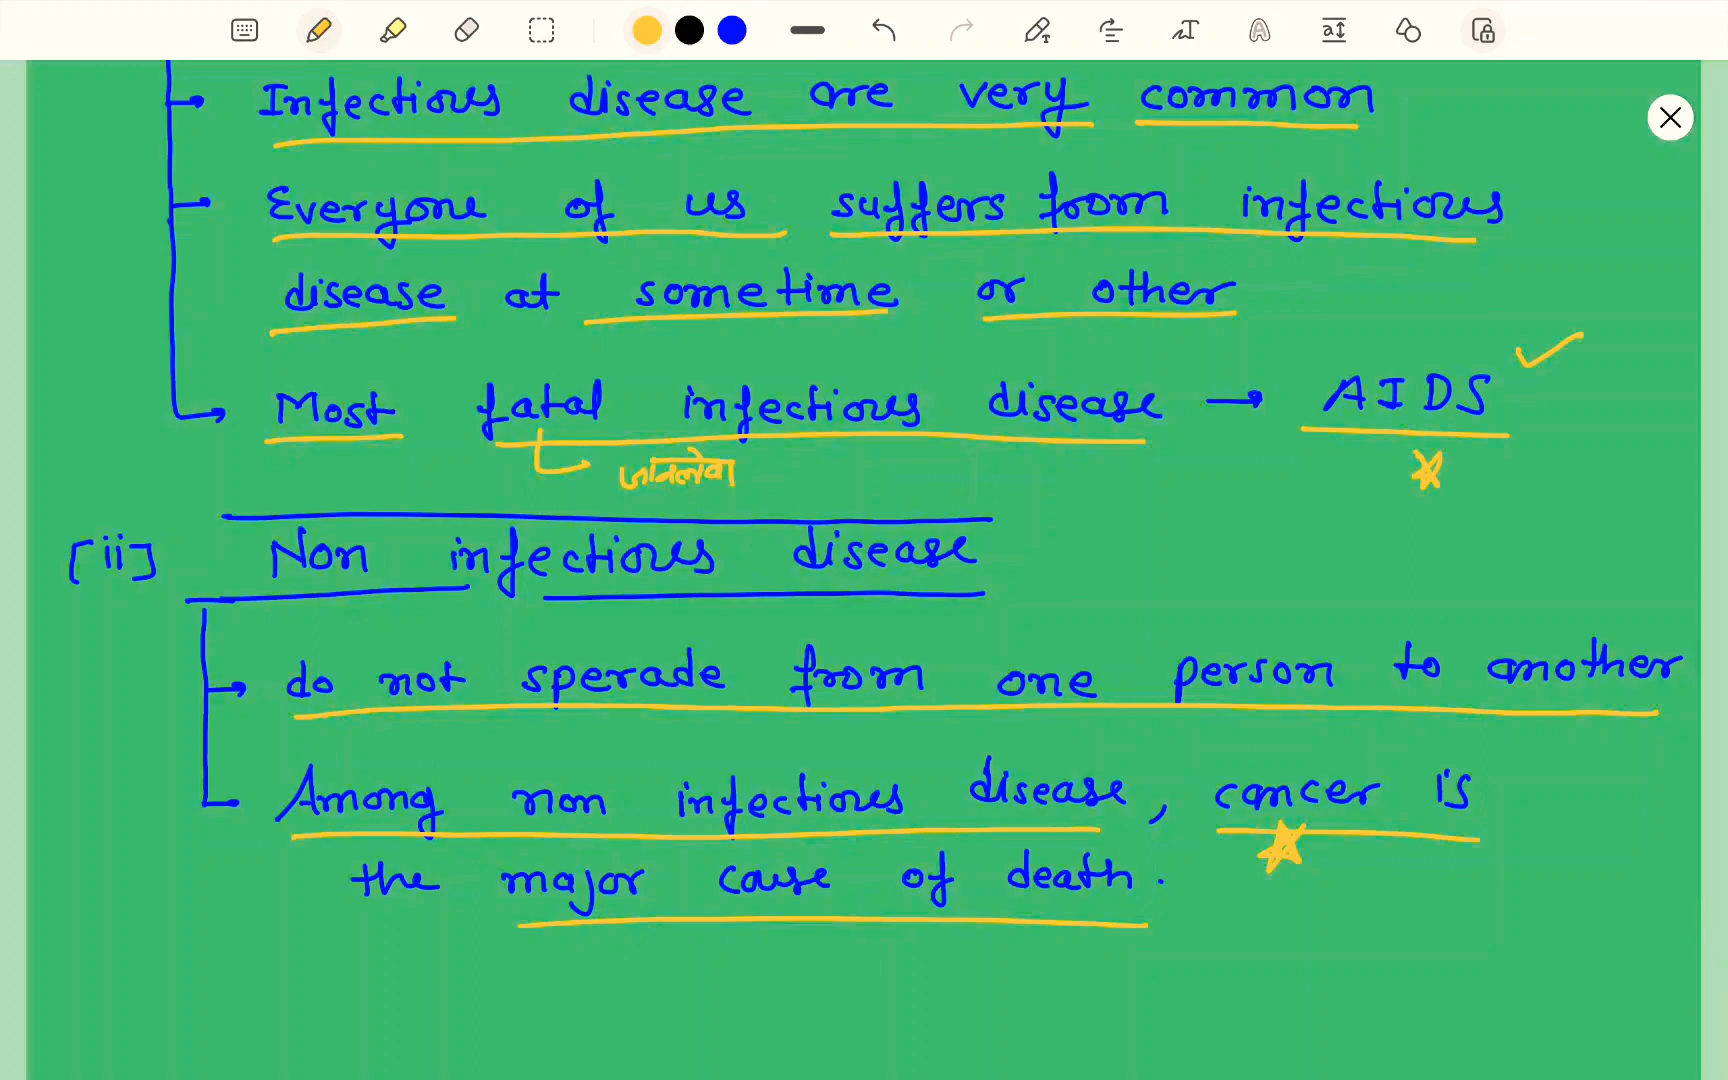 Infectious disease are very common
Everyone of us suffers from infectious
disease at sometime or other
Most fatal infectious disease → AIDS
जानलेवा
[ii] Non infectious disease
do not sperade from one person to another
Among non infectious disease, cancer is
the major cause of death.